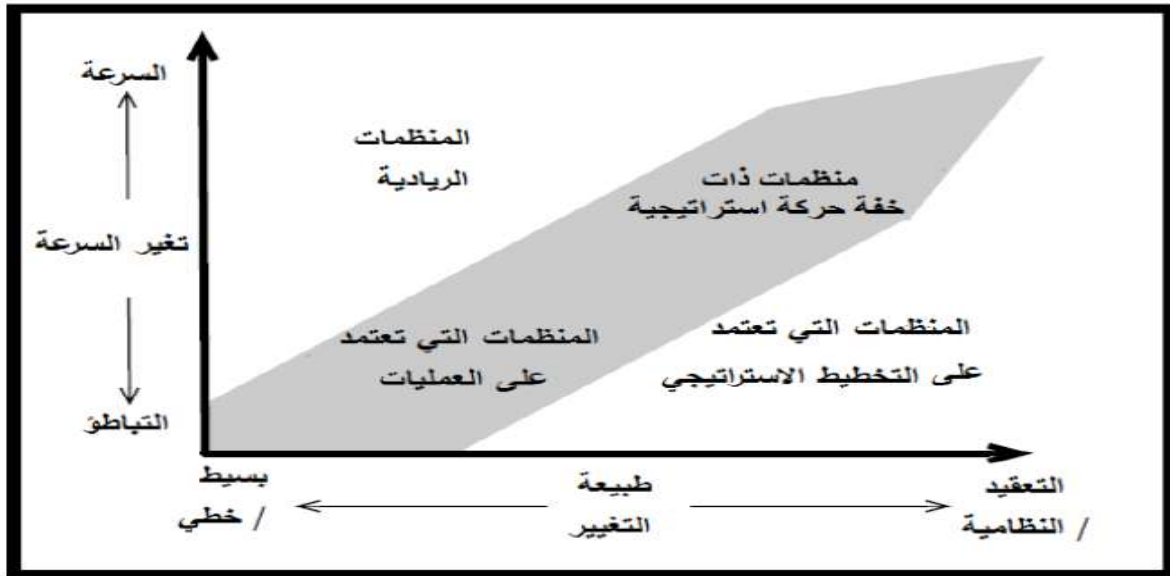 السرعة
تغير السرعة
التباطؤ
المنظمات
الريادية
منظمات ذات
خفة حركة استراتيجية
المنظمات التي تعتمد
على العمليات
المنظمات التي تعتمد
على التخطيط الاستراتيجي
بسيط
/ خطي
طبيعة
التغيير
التعقيد
/ النظامية